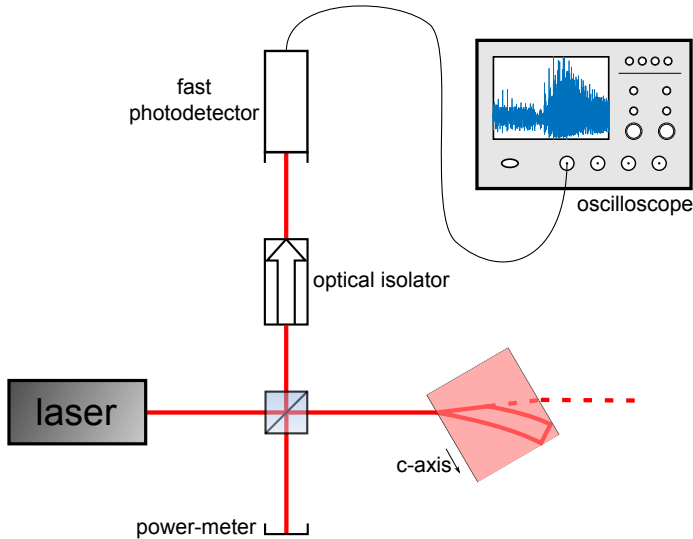 fast
photodetector
oscilloscope
optical isolator
laser
c-axis
power-meter